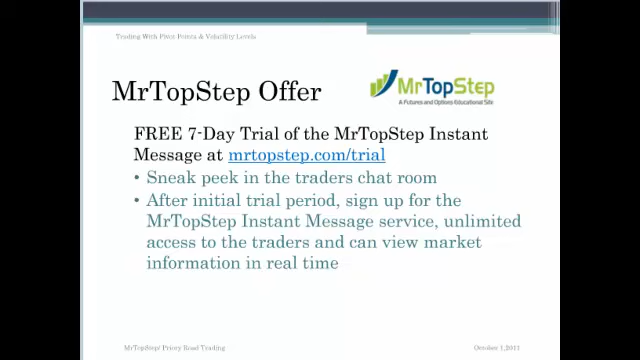 Trading With Pivot Points & Volatility Levels
MrTopStep Offer
MrTopStep
A Futures and Options Educational Site
FREE 7-Day Trial of the MrTopStep Instant
Message at mrtopstep.com/trial
• Sneak peek in the traders chat room
• After initial trial period, sign up for the
MrTopStep Instant Message service, unlimited
access to the traders and can view market
information in real time
MrTopStep/ Priory Road Trading
October 1,2011